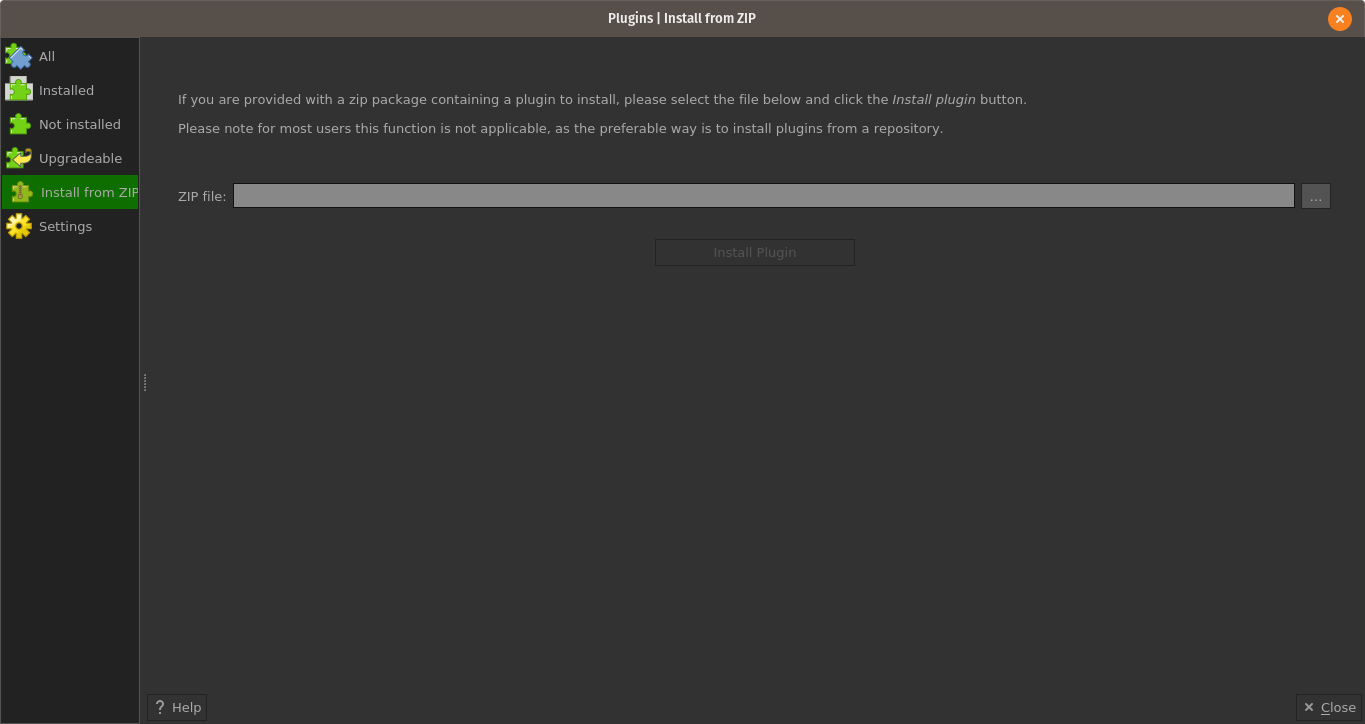 Plugins | Install from ZIP
All
Installed
Not installed
Upgradeable
Install from ZIP
Settings
If you are provided with a zip package containing a plugin to install, please select the file below and click the Install plugin button.
Please note for most users this function is not applicable, as the preferable way is to install plugins from a repository.
ZIP file:
...
Install Plugin
? Help
Close